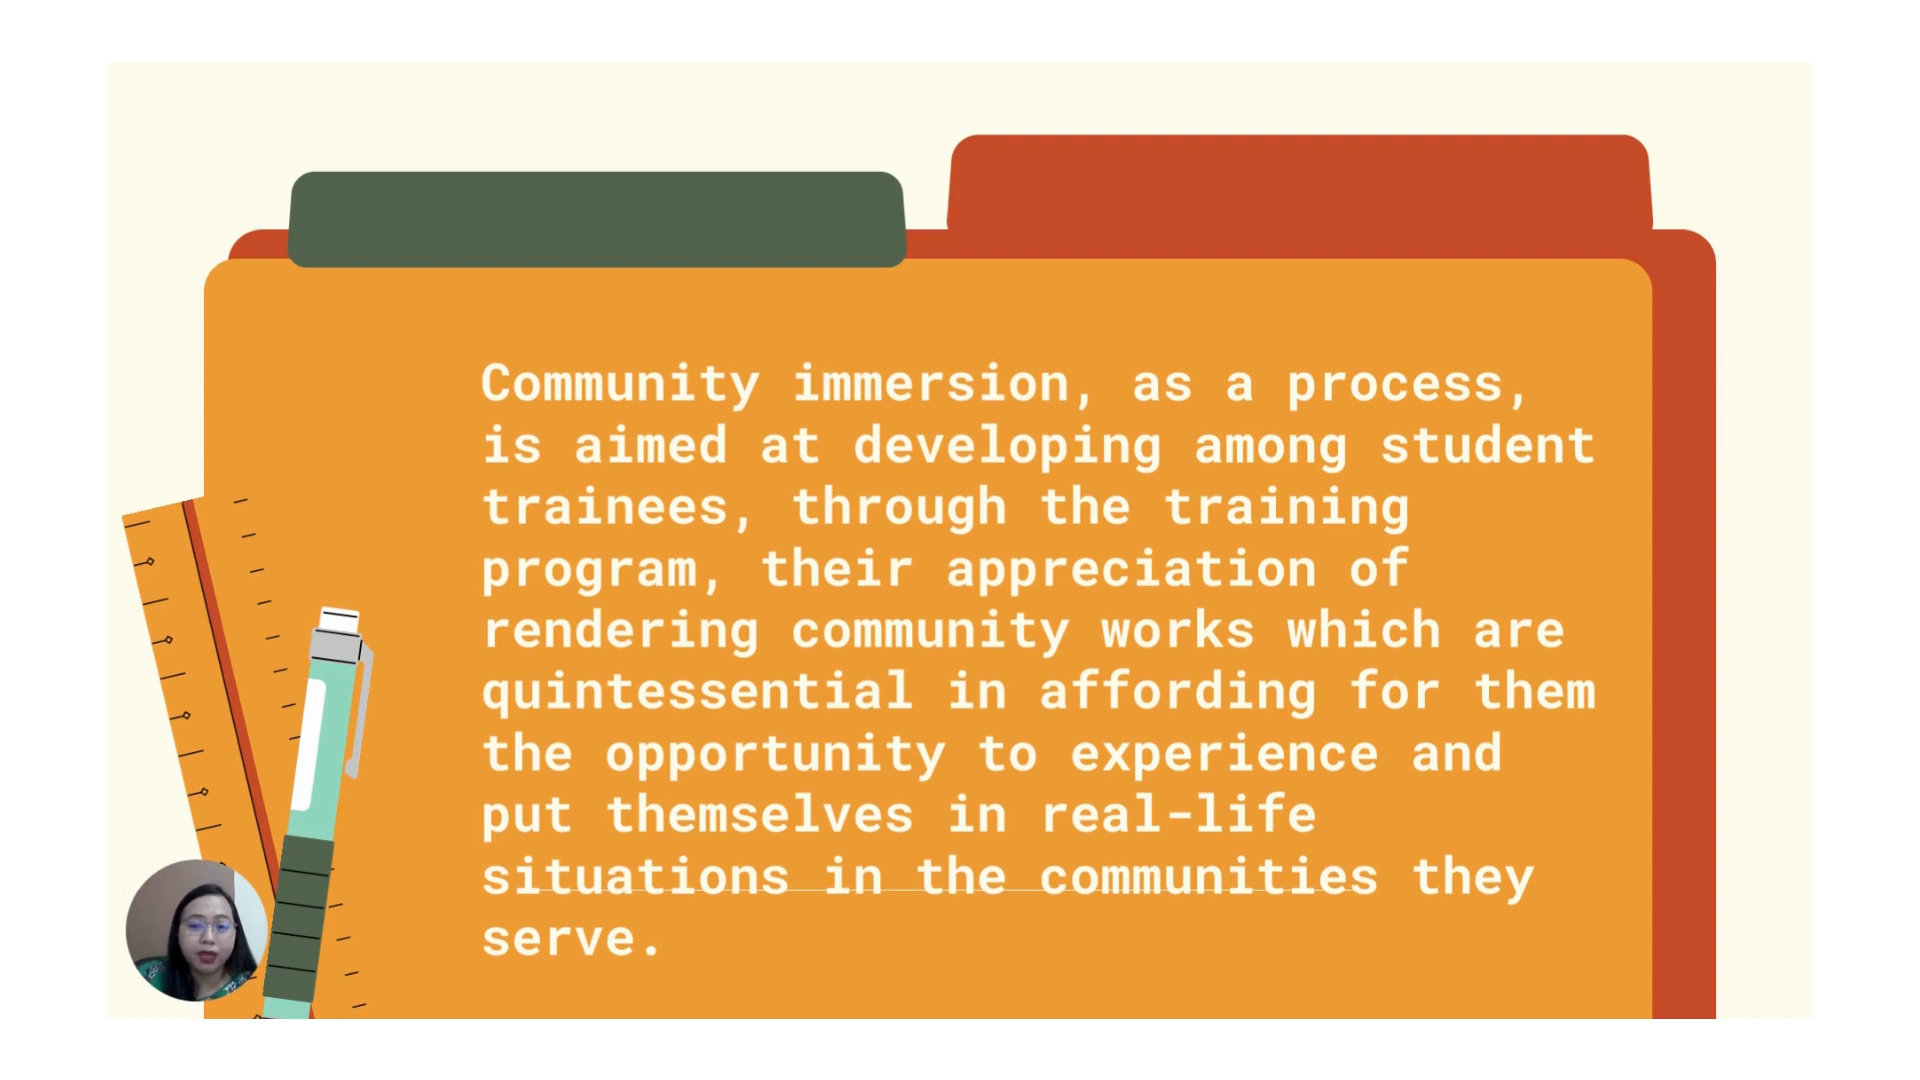 Community immersion, as a process,
is aimed at developing among student
trainees, through the training
program, their appreciation of
rendering community works which are
quintessential in affording for them
the opportunity to experience and
put themselves in real-life
situations in the communities they
serve.